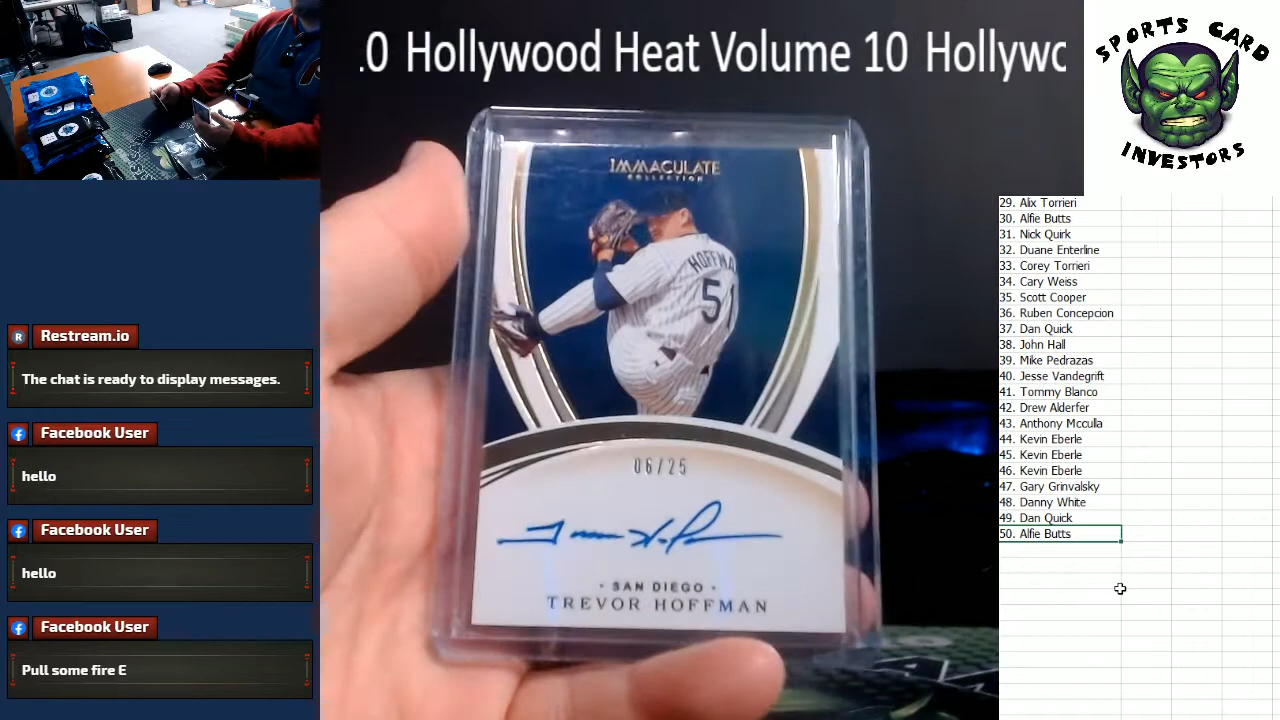 .0 Hollywood Heat Volume 10 Hollywo
SPORTS CARD
INVESTORS
IMMACULATE
COLLECTION
HOFFMA
51
06/25
· SAN DIEGO ·
TREVOR HOFFMAN
Restream.io
The chat is ready to display messages.
Facebook User
hello
Facebook User
hello
Facebook User
Pull some fire E
29. Alix Torrieri
30. Alfie Butts
31. Nick Quirk
32. Duane Enterline
33. Corey Torrieri
34. Cary Weiss
35. Scott Cooper
36. Ruben Concepcion
37. Dan Quick
38. John Hall
39. Mike Pedrazas
40. Jesse Vandegrift
41. Tommy Blanco
42. Drew Alderfer
43. Anthony Mcculla
44. Kevin Eberle
45. Kevin Eberle
46. Kevin Eberle
47. Gary Grinvalsky
48. Danny White
49. Dan Quick
50. Alfie Butts